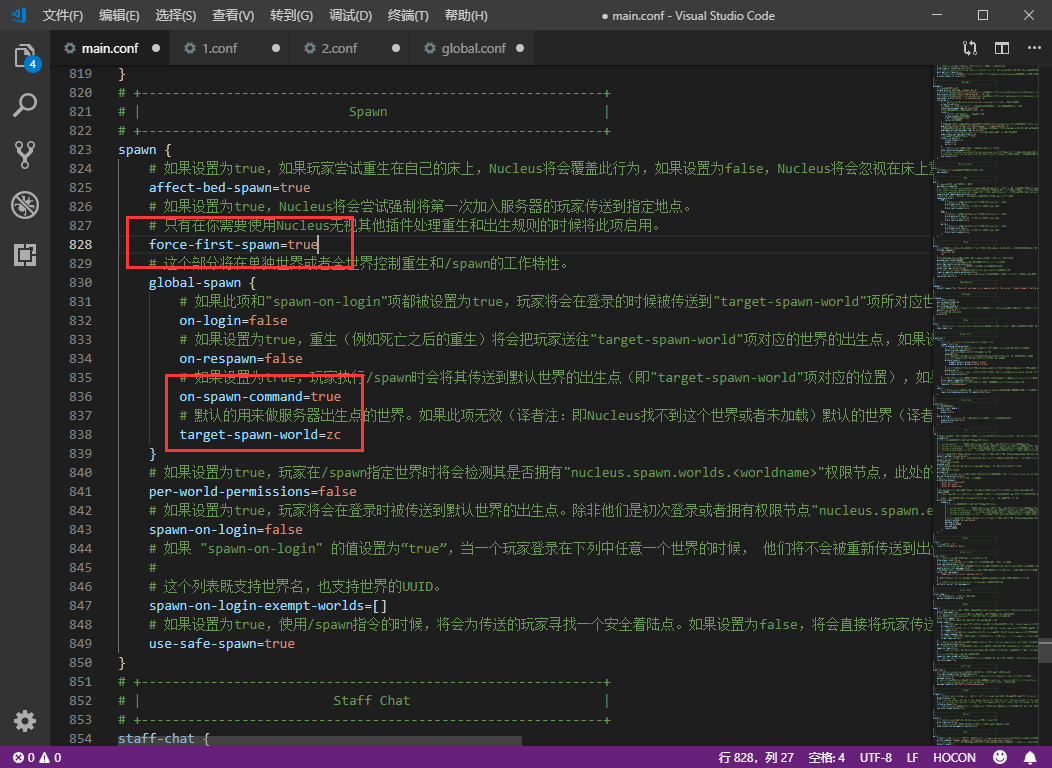 文件(F) 编辑(E) 选择(S) 查看(V) 转到(G) 调试(D) 终端(T) 帮助(H) ● main.conf - Visual Studio Code
main.conf ● 1.conf ● 2.conf ● global.conf ●
4
819 }
820 # +------------------------------------------------------------+
821 # | Spawn |
822 # +------------------------------------------------------------+
823 spawn {
824 # 如果设置为true，如果玩家尝试重生在自己的床上，Nucleus将会覆盖此行为，如果设置为false，Nucleus将会忽视在床上重
825 affect-bed-spawn=true
826 # 如果设置为true，Nucleus将会尝试强制将第一次加入服务器的玩家传送到指定地点。
827 # 只有在你需要使用Nucleus无视其他插件处理重生和出生规则的时候将此项启用。
828 force-first-spawn=true
829 # 这个部分将在单独世界或者全世界控制重生和/spawn的工作特性。
830 global-spawn {
831 # 如果此项和"spawn-on-login"项都被设置为true，玩家将会在登录的时候被传送到"target-spawn-world"项所对应世
832 on-login=false
833 # 如果设置为true，重生（例如死亡之后的重生）将会把玩家送往"target-spawn-world"项对应的世界的出生点，如果设
834 on-respawn=false
835 # 如果设置为true，玩家执行/spawn时会将其传送到默认世界的出生点（即"target-spawn-world"项对应的位置），如果
836 on-spawn-command=true
837 # 默认的用来做服务器出生点的世界。如果此项无效（译者注：即Nucleus找不到这个世界或者未加载）默认的世界（译者
838 target-spawn-world=zc
839 }
840 # 如果设置为true，玩家在/spawn指定世界时将会检测其是否拥有"nucleus.spawn.worlds.<worldname>"权限节点，此处的
841 per-world-permissions=false
842 # 如果设置为true，玩家将会在登录时被传送到默认世界的出生点。除非他们是初次登录或者拥有权限节点"nucleus.spawn.e
843 spawn-on-login=false
844 # 如果 "spawn-on-login" 的值设置为“true”，当一个玩家登录在下列中任意一个世界的时候， 他们将不会被重新传送到出
845 #
846 # 这个列表既支持世界名，也支持世界的UUID。
847 spawn-on-login-exempt-worlds=[]
848 # 如果设置为true，使用/spawn指令的时候，将会为传送的玩家寻找一个安全着陆点。如果设置为false，将会直接将玩家传送
849 use-safe-spawn=true
850 }
851 # +------------------------------------------------------------+
852 # | Staff Chat |
853 # +------------------------------------------------------------+
854 staff-chat {
0 0 行 828，列 27 空格: 4 UTF-8 LF HOCON